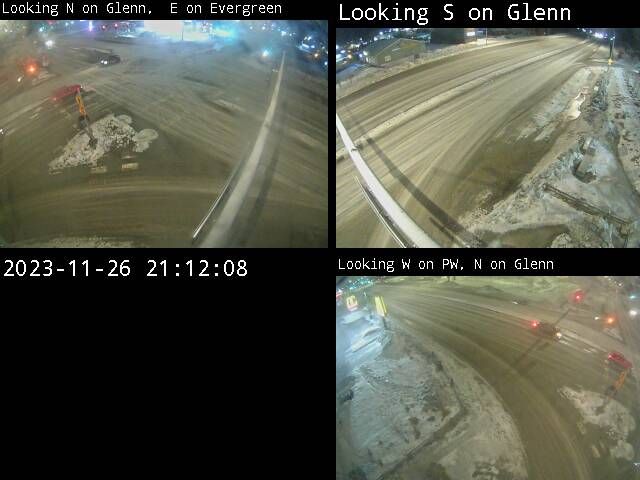 Looking N on Glenn, E on Evergreen
Looking S on Glenn
2023-11-26 21:12:08
Looking W on PW, N on Glenn